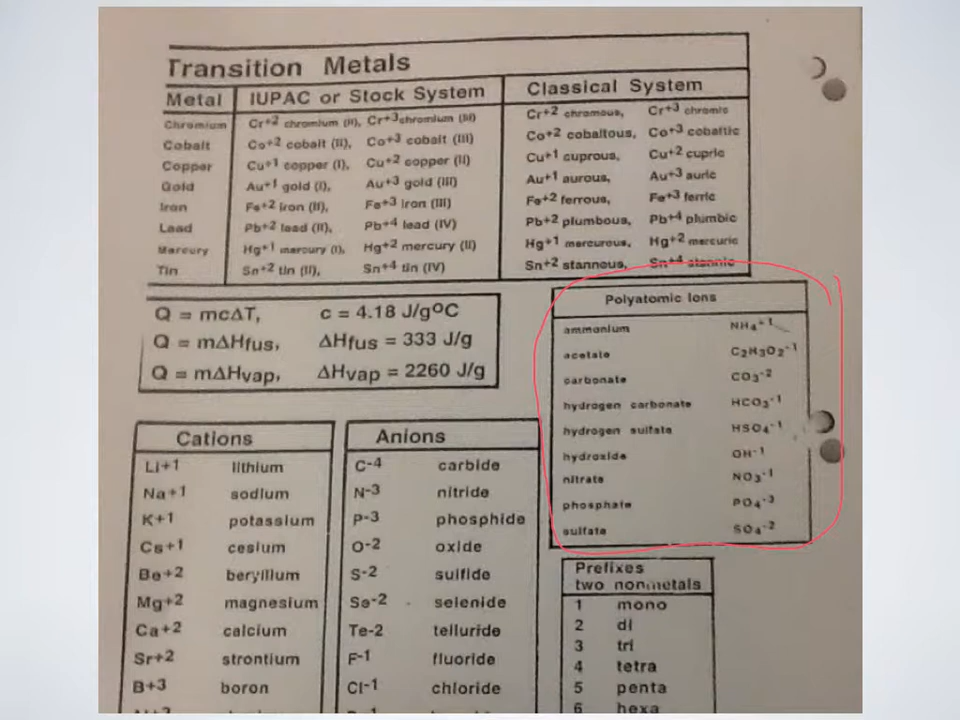 Transition Metals
Metal IUPAC or Stock System Classical System
Chromium Cr+2 chromium (II), Cr+3 chromium (III) Cr+2 chromous, Cr+3 chromic
Cobalt Co+2 cobalt (II), Co+3 cobalt (III) Co+2 cobaltous, Co+3 cobaltic
Copper Cu+1 copper (I), Cu+2 copper (II) Cu+1 cuprous, Cu+2 cupric
Gold Au+1 gold (I), Au+3 gold (III) Au+1 aurous, Au+3 auric
Iron Fe+2 iron (II), Fe+3 iron (III) Fe+2 ferrous, Fe+3 ferric
Lead Pb+2 lead (II), Pb+4 lead (IV) Pb+2 plumbous, Pb+4 plumbic
Mercury Hg+1 mercury (I), Hg+2 mercury (II) Hg+1 mercurous, Hg+2 mercuric
Tin Sn+2 tin (II), Sn+4 tin (IV) Sn+2 stannous, Sn+4 stannic
Q = mcΔT, c = 4.18 J/gºC
Q = mΔHfus, ΔHfus = 333 J/g
Q = mΔHvap, ΔHvap = 2260 J/g
Polyatomic Ions
ammonium NH4+1
acetate C2H3O2-1
carbonate CO3-2
hydrogen carbonate HCO3-1
hydrogen sulfate HSO4-1
hydroxide OH-1
nitrate NO3-1
phosphate PO4-3
sulfate SO4-2
Cations
Li+1 lithium
Na+1 sodium
K+1 potassium
Cs+1 cesium
Be+2 beryllium
Mg+2 magnesium
Ca+2 calcium
Sr+2 strontium
B+3 boron
Anions
C-4 carbide
N-3 nitride
P-3 phosphide
O-2 oxide
S-2 sulfide
Se-2 selenide
Te-2 telluride
F-1 fluoride
Cl-1 chloride
Prefixes
two nonmetals
1 mono
2 di
3 tri
4 tetra
5 penta
6 hexa